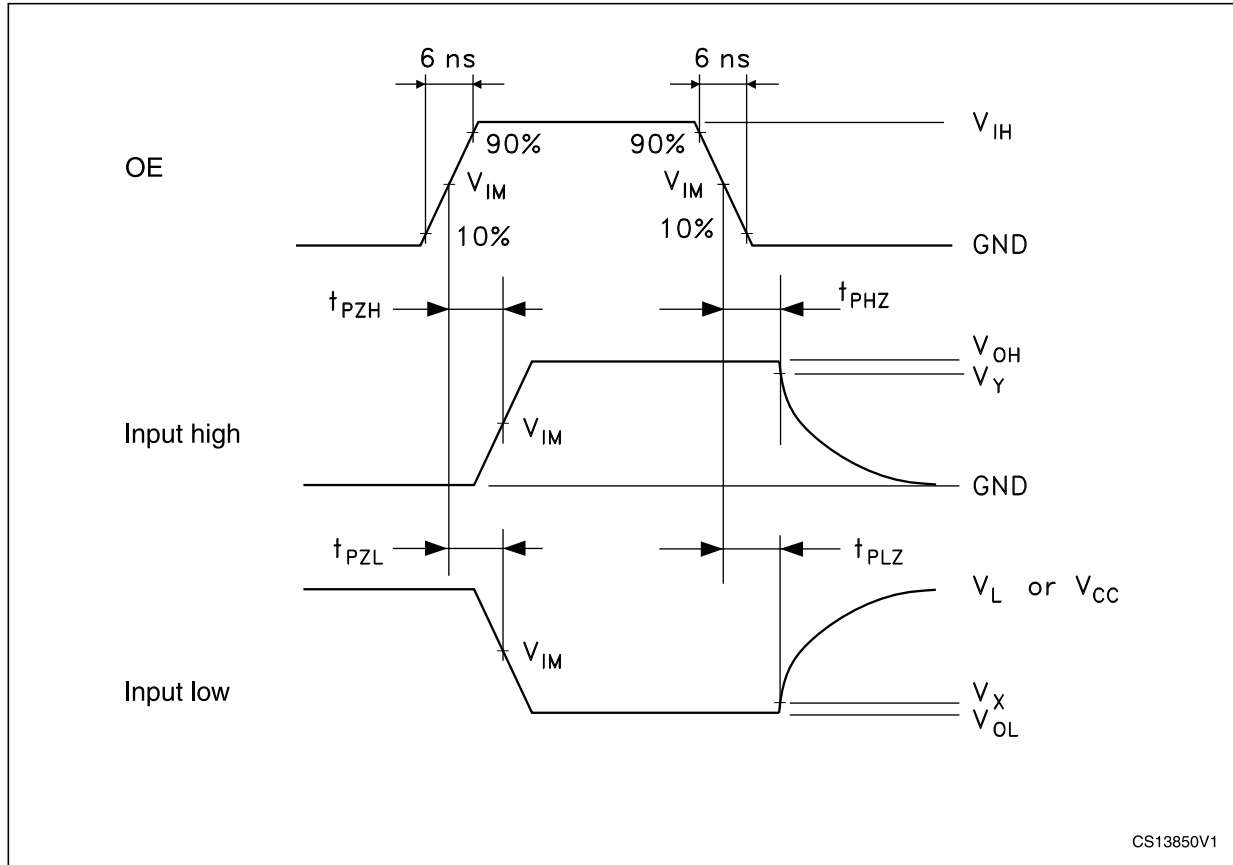 6 ns
6 ns
V_IH
90%
90%
OE
V_IM
V_IM
10%
10%
GND
t_PZH
t_PHZ
V_OH
V_Y
Input high
V_IM
GND
t_PZL
t_PLZ
V_L or V_CC
V_IM
Input low
V_X
V_OL
CS13850V1